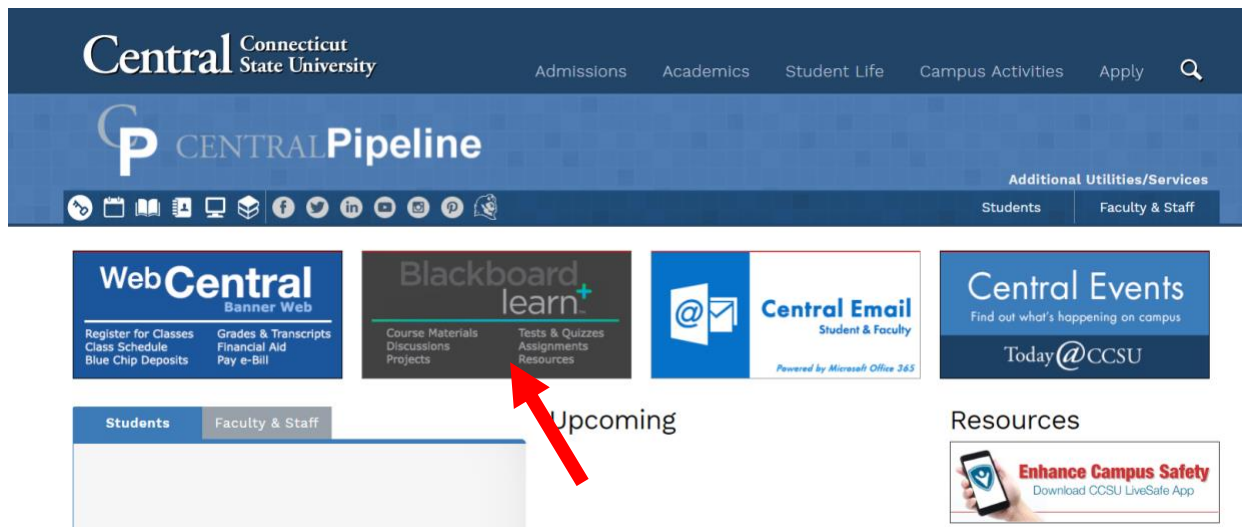 Central Connecticut State University
Admissions Academics Student Life Campus Activities Apply
CP CENTRALPipeline
Additional Utilities/Services
Students Faculty & Staff
WebCentral
Banner Web
Register for Classes Grades & Transcripts
Class Schedule Financial Aid
Blue Chip Deposits Pay e-Bill
Blackboard
learn+
Course Materials Tests & Quizzes
Discussions Assignments
Projects Resources
@
Central Email
Student & Faculty
Powered by Microsoft Office 365
Central Events
Find out what's happening on campus
Today@CCSU
Students Faculty & Staff
Upcoming
Resources
Enhance Campus Safety
Download CCSU LiveSafe App